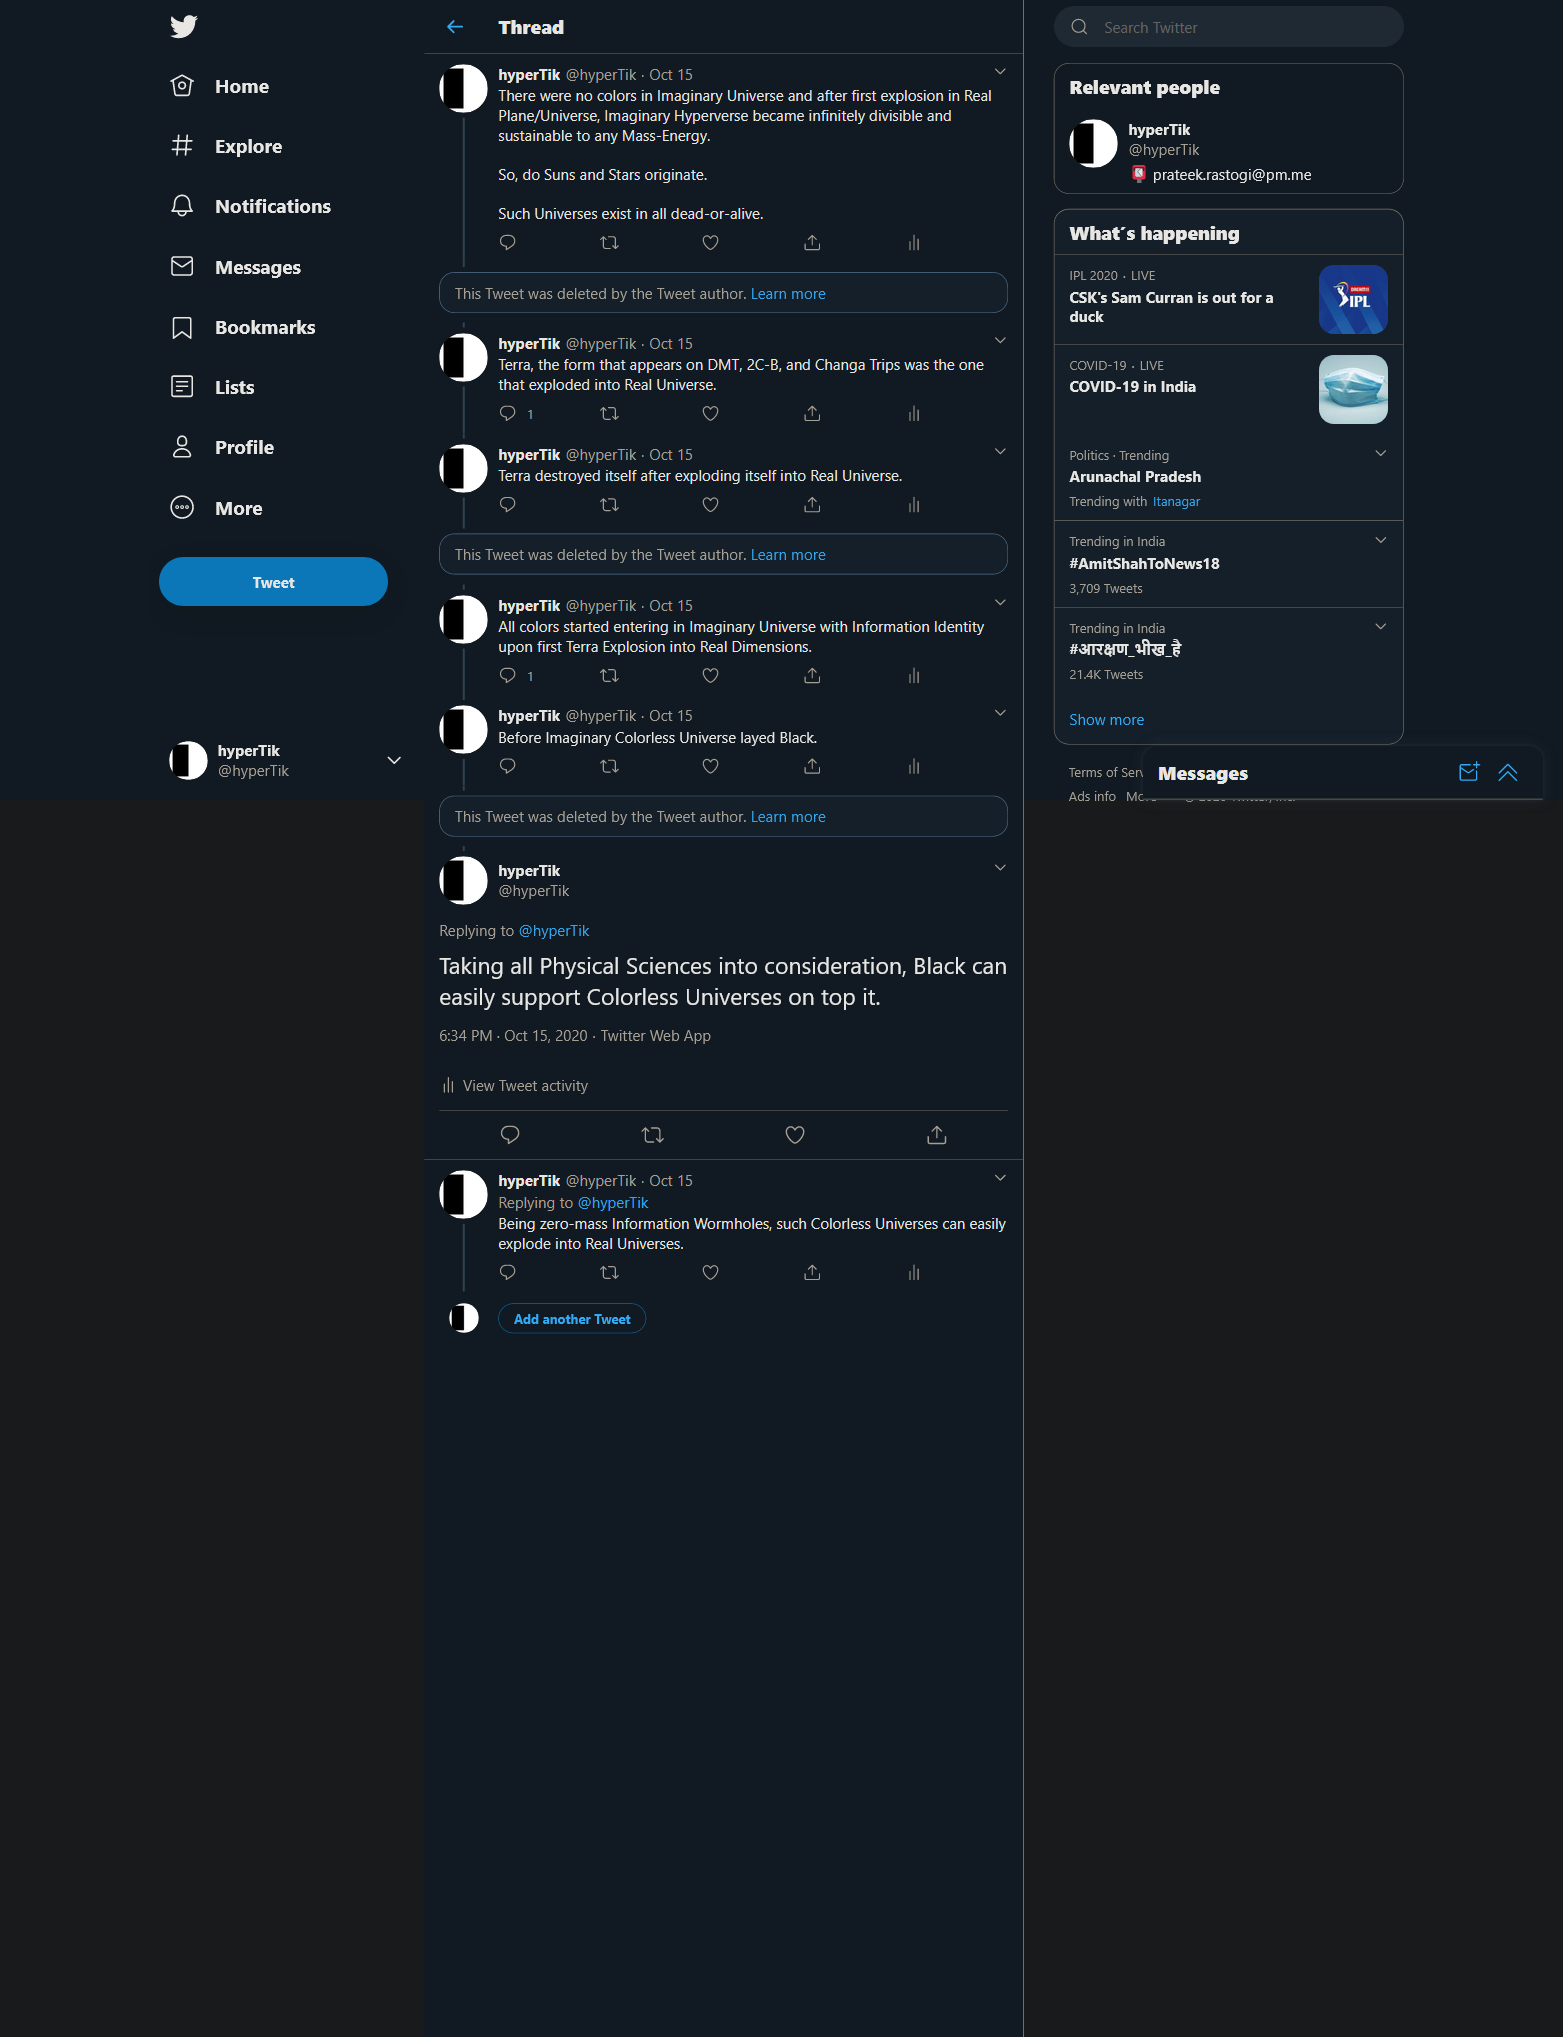 Home
Explore
Notifications
Messages
Bookmarks
Lists
Profile
More
Tweet
hyperTik
@hyperTik
Thread
hyperTik @hyperTik · Oct 15
There were no colors in Imaginary Universe and after first explosion in Real
Plane/Universe, Imaginary Hyperverse became infinitely divisible and
sustainable to any Mass-Energy.
So, do Suns and Stars originate.
Such Universes exist in all dead-or-alive.
This Tweet was deleted by the Tweet author. Learn more
hyperTik @hyperTik · Oct 15
Terra, the form that appears on DMT, 2C-B, and Changa Trips was the one
that exploded into Real Universe.
1
hyperTik @hyperTik · Oct 15
Terra destroyed itself after exploding itself into Real Universe.
This Tweet was deleted by the Tweet author. Learn more
hyperTik @hyperTik · Oct 15
All colors started entering in Imaginary Universe with Information Identity
upon first Terra Explosion into Real Dimensions.
1
hyperTik @hyperTik · Oct 15
Before Imaginary Colorless Universe layed Black.
This Tweet was deleted by the Tweet author. Learn more
hyperTik
@hyperTik
Replying to @hyperTik
Taking all Physical Sciences into consideration, Black can
easily support Colorless Universes on top it.
6:34 PM · Oct 15, 2020 · Twitter Web App
View Tweet activity
hyperTik @hyperTik · Oct 15
Replying to @hyperTik
Being zero-mass Information Wormholes, such Colorless Universes can easily
explode into Real Universes.
Add another Tweet
Search Twitter
Relevant people
hyperTik
@hyperTik
prateek.rastogi@pm.me
What's happening
IPL 2020 · LIVE
CSK's Sam Curran is out for a
duck
IPL
COVID-19 · LIVE
COVID-19 in India
Politics · Trending
Arunachal Pradesh
Trending with Itanagar
Trending in India
#AmitShahToNews18
3,709 Tweets
Trending in India
#आरक्षण_भीख_है
21.4K Tweets
Show more
Terms of
Messages
Ads info